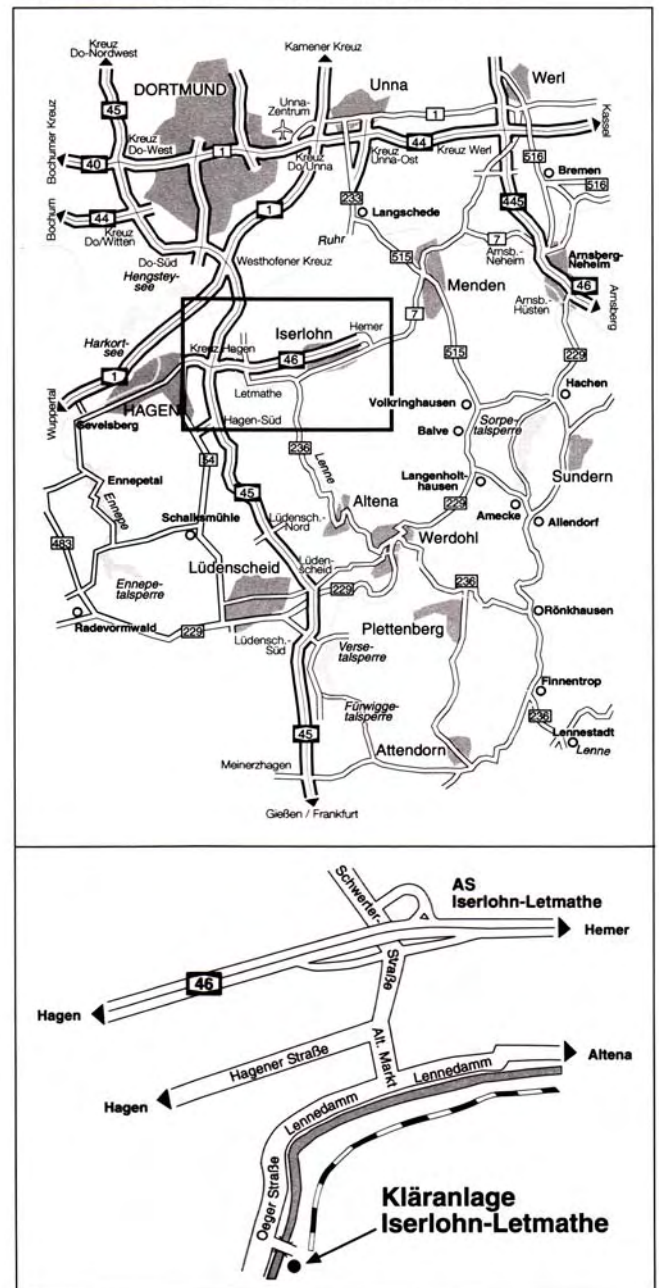 Kreuz
Do-Nordwest
Kamener Kreuz
DORTMUND
Unna
Werl
45
Unna-
Zentrum
1
Kassel
Bochumer Kreuz
Kreuz
Do-West
1
Kreuz
Do/Unna
Kreuz
Unna-Ost
44
Kreuz Werl
516
Bremen
40
516
233
Langschede
445
Bochum
44
Kreuz
Do/Witten
1
Ruhr
7
Do-Süd
Westhofener Kreuz
515
Arnsb.-
Neheim
Arnsberg-
Neheim
Hengstey-
see
Menden
46
Arnsb.-
Hüsten
Arnsberg
Iserlohn
Hemer
7
Harkort-
see
Kreuz Hagen
46
229
1
Letmathe
515
Hachen
Wuppertal
HAGEN
Hagen-Süd
Volkringhausen
Sorpe-
talsperre
Gevelsberg
236
Balve
54
Sundern
Ennepetal
Lenne
Langenholt-
hausen
Ennepe
45
Altena
229
Amecke
Allendorf
Schalksmühle
Lüdensch.-
Nord
Werdohl
483
Lüdenscheid
Lüden-
scheid
Ennepe-
talsperre
229
236
Radevormwald
229
Plettenberg
Rönkhausen
Lüdensch.-
Süd
Verse-
talsperre
Finnentrop
Fürwigge-
talsperre
236
45
Attendorn
Lennestadt
Lenne
Meinerzhagen
Gießen / Frankfurt
Schwerter-
Straße
AS
Iserlohn-Letmathe
Hemer
46
Hagen
Alt. Markt
Hagener Straße
Lennedamm
Altena
Hagen
Lennedamm
Oeger Straße
Kläranlage
Iserlohn-Letmathe